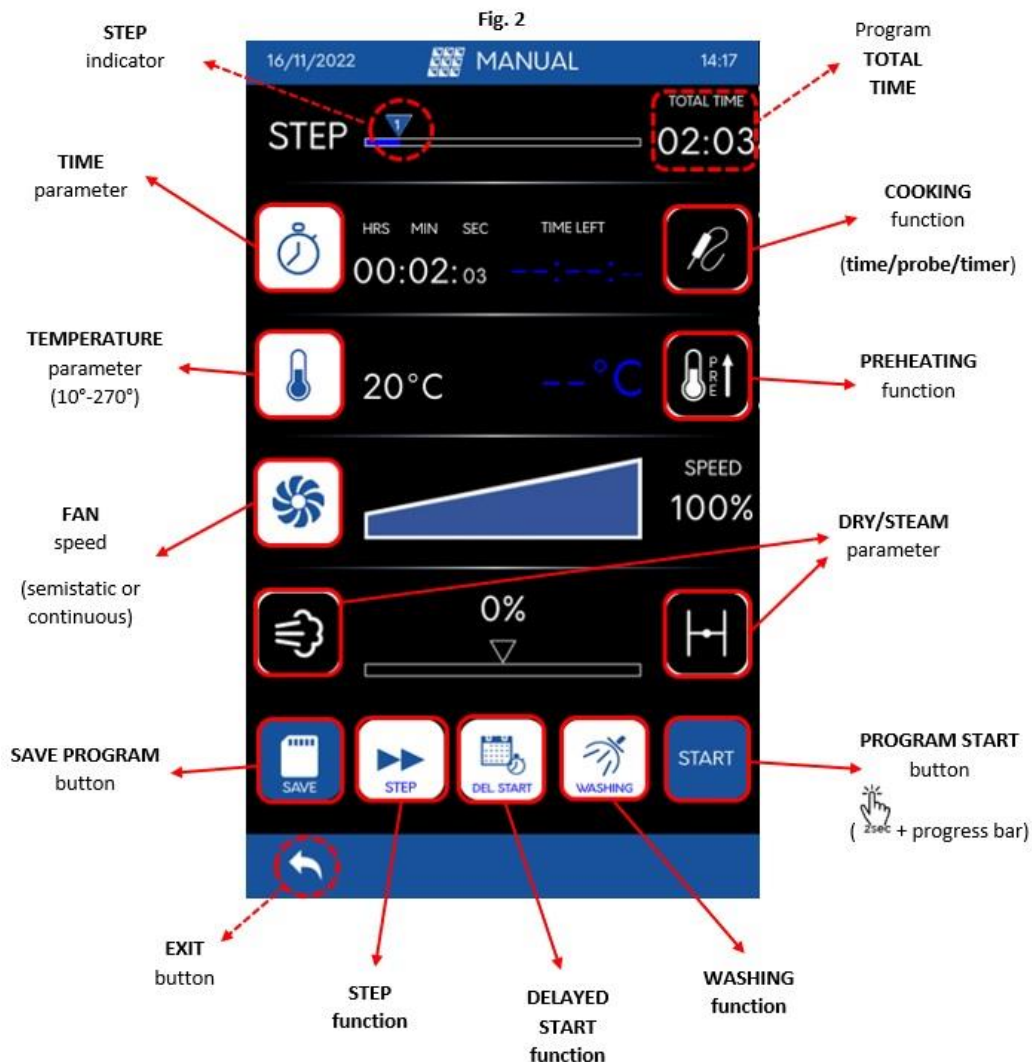 Fig. 2
STEP
indicator
Program
TOTAL
TIME
16/11/2022 MANUAL 14:17
TOTAL TIME
STEP 1 02:03
TIME
parameter
HRS MIN SEC TIME LEFT
00:02:03 --:--:--
COOKING
function
(time/probe/timer)
TEMPERATURE
parameter
(10°-270°)
20°C --°C
PRE
PREHEATING
function
FAN
speed
(semistatic or
continuous)
SPEED
100%
DRY/STEAM
parameter
0%
SAVE PROGRAM
button
SAVE
STEP
DEL. START
WASHING
START
PROGRAM START
button
( 2sec + progress bar)
EXIT
button
STEP
function
DELAYED
START
function
WASHING
function